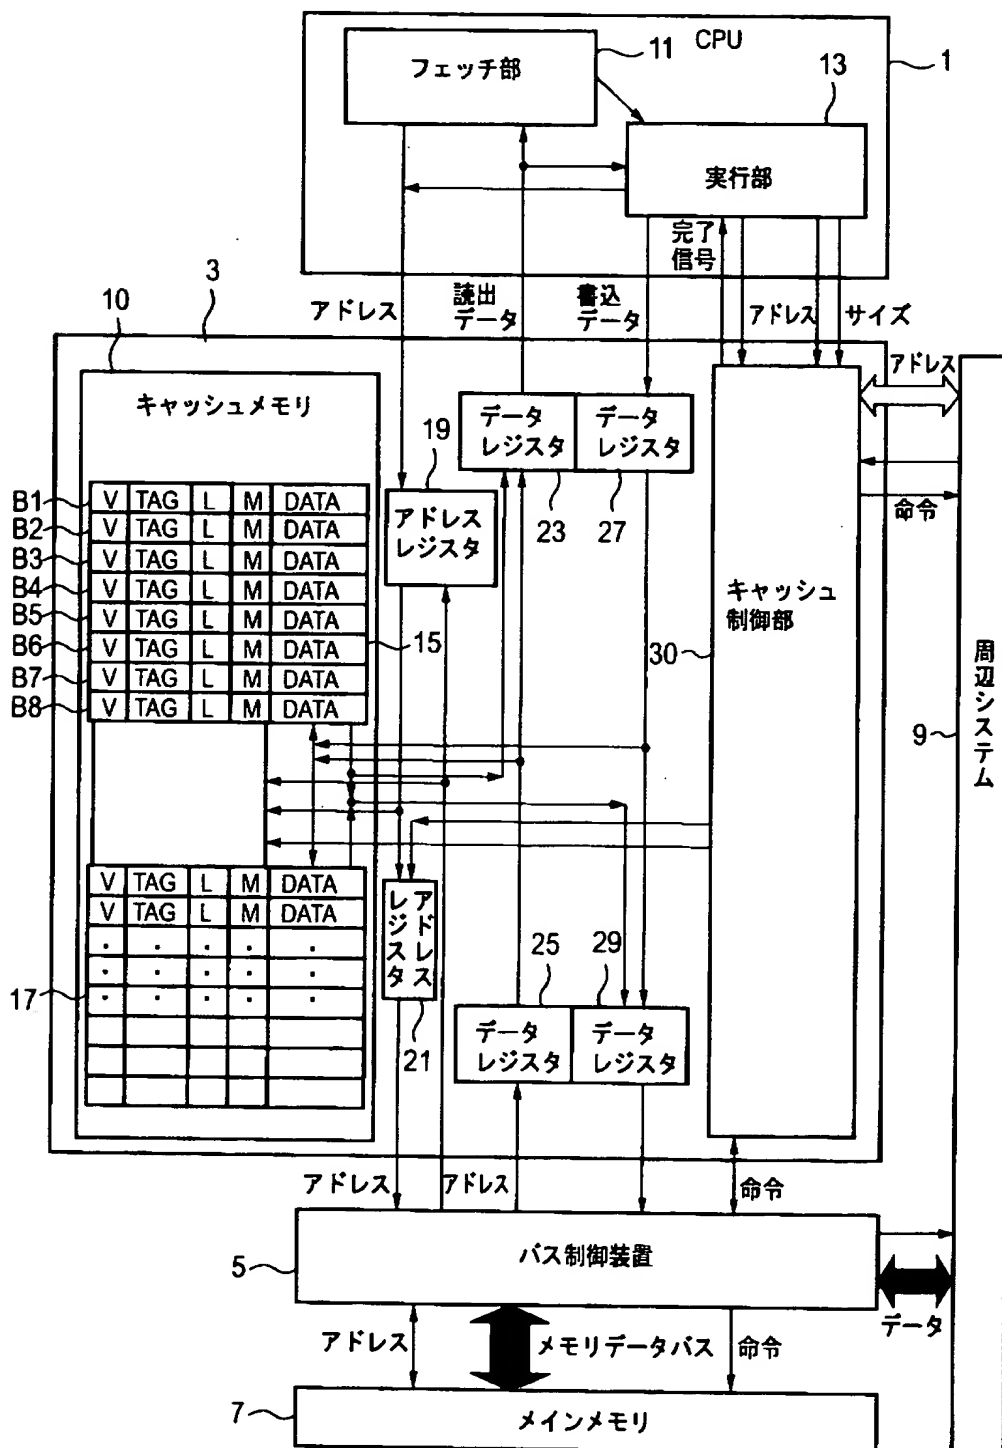 CPU
11
1
フェッチ部
13
実行部
完了
信号
3
10
アドレス
読出
データ
書込
データ
アドレス
サイズ
アドレス
キャッシュメモリ
19
データ
レジスタ
データ
レジスタ
B1 V TAG L M DATA
B2 V TAG L M DATA
B3 V TAG L M DATA
B4 V TAG L M DATA
B5 V TAG L M DATA
B6 V TAG L M DATA
B7 V TAG L M DATA
B8 V TAG L M DATA
アドレス
レジスタ
23
27
命令
キャッシュ
制御部
15
30
周辺システム
9
V TAG L M DATA
V TAG L M DATA
アドレス
レジスタ
17
21
25
29
データ
レジスタ
データ
レジスタ
アドレス
アドレス
命令
5
バス制御装置
データ
アドレス
メモリデータバス
命令
7
メインメモリ